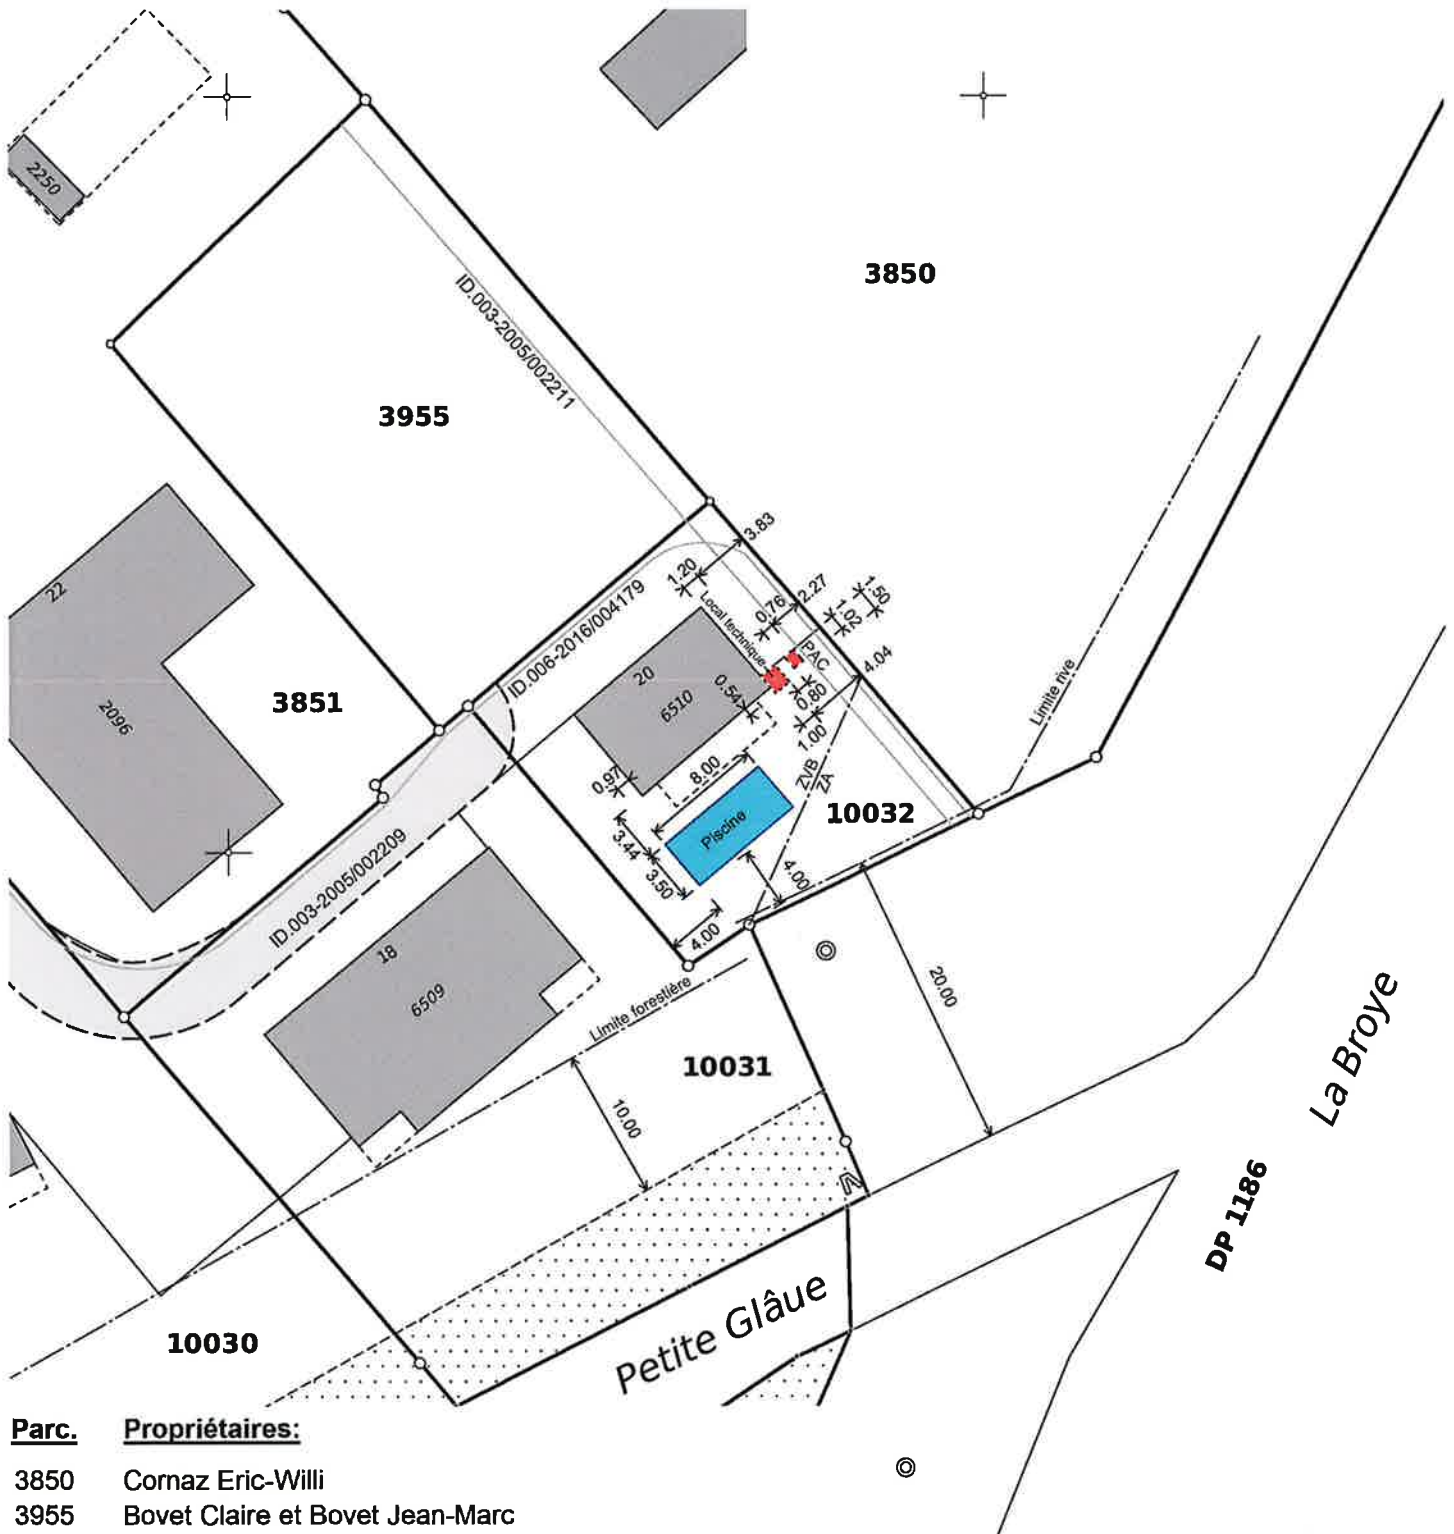 2250
3850
ID.003-2005/002211
3955
3.83
1.20
Local technique
0.76
2.27
1.02
1.50
22
ID.006-2016/004179
PAC
4.04
20
6510
0.54
0.80
1.00
Limite rive
2096
3851
0.97
8.00
ZVB
ZA
10032
Piscine
3.44
3.50
4.00
4.00
ID.003-2005/002209
18
6509
Limite forestière
20.00
10031
10.00
La Broye
DP 1186
Petite Glâue
10030
Parc. Propriétaires:
3850 Cornaz Eric-Willi
3955 Bovet Claire et Bovet Jean-Marc